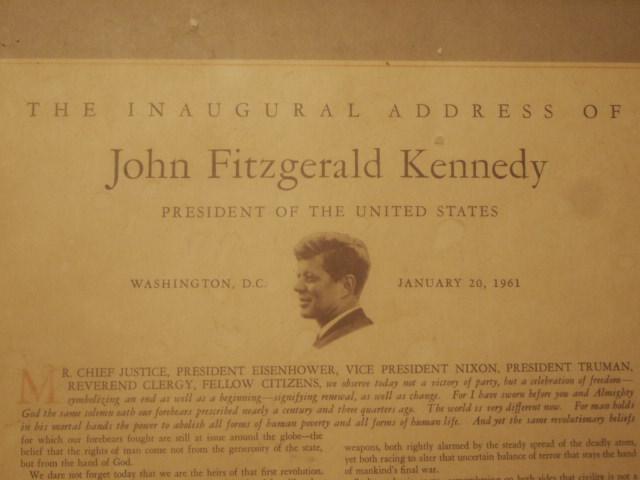 THE INAUGURAL ADDRESS OF
John Fitzgerald Kennedy
PRESIDENT OF THE UNITED STATES
WASHINGTON, D.C. JANUARY 20, 1961
MR. CHIEF JUSTICE, PRESIDENT EISENHOWER, VICE PRESIDENT NIXON, PRESIDENT TRUMAN,
REVEREND CLERGY, FELLOW CITIZENS, we observe today not a victory of party, but a celebration of freedom—
symbolizing an end as well as a beginning—signifying renewal, as well as change. For I have sworn before you and Almighty
God the same solemn oath our forbears prescribed nearly a century and three quarters ago. The world is very different now. For man holds
in his mortal hands the power to abolish all forms of human poverty and all forms of human life. And yet the same revolutionary beliefs
for which our forebears fought are still at issue around the globe—the
belief that the rights of man come not from the generosity of the state,
but from the hand of God.
We dare not forget today that we are the heirs of that first revolution.
weapons, both rightly alarmed by the steady spread of the deadly atom,
yet both racing to alter that uncertain balance of terror that stays the hand
of mankind's final war.
both sides that civility is not a